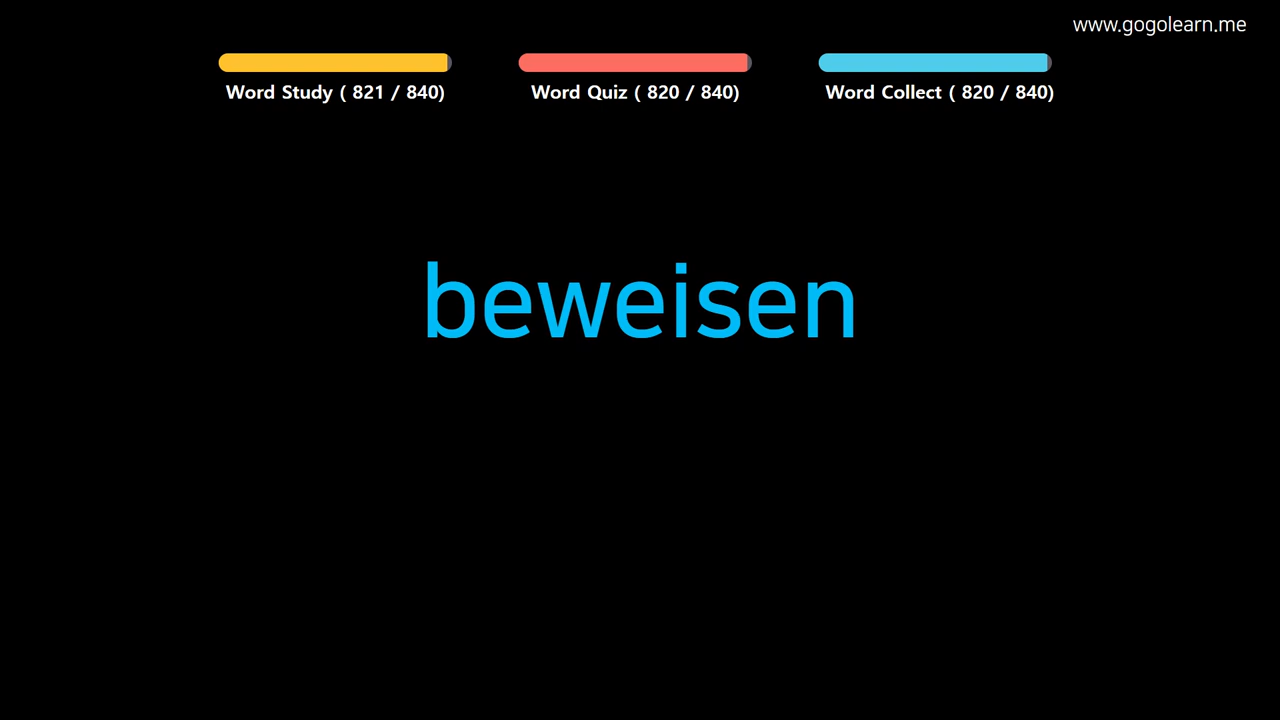 www.gogolearn.me
Word Study ( 821 / 840)
Word Quiz ( 820 / 840)
Word Collect ( 820 / 840)
beweisen